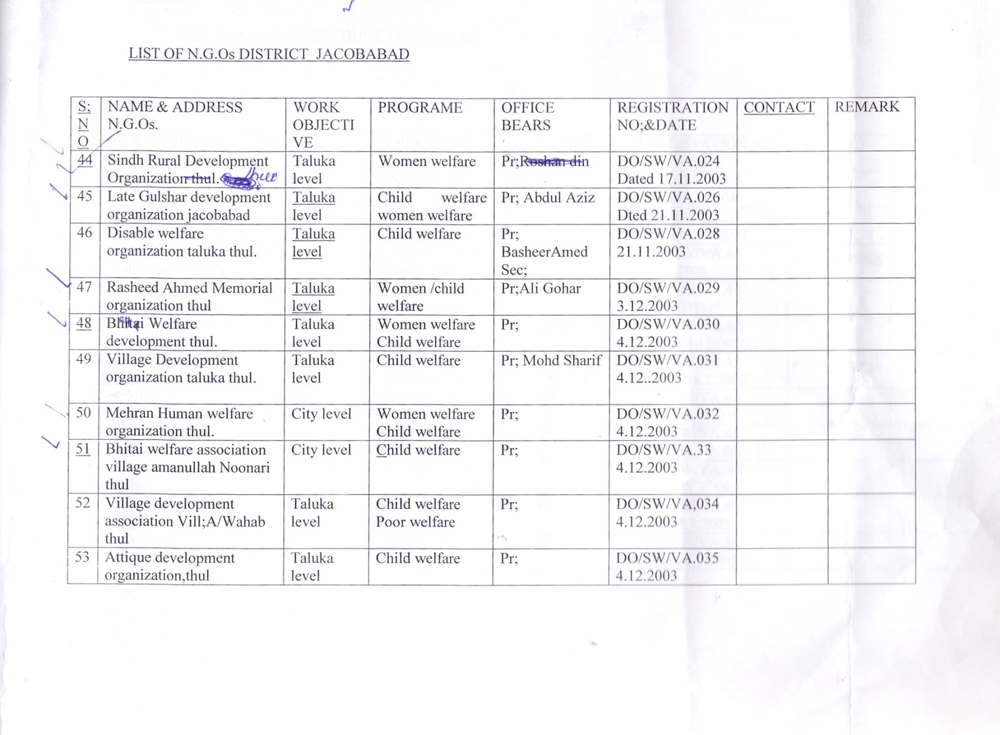 LIST OF N.G.Os DISTRICT JACOBABAD
S;
N
O
NAME & ADDRESS
N.G.Os.
WORK
OBJECTI
VE
PROGRAME
OFFICE
BEARS
REGISTRATION
NO;&DATE
CONTACT
REMARK
44
Sindh Rural Development
Organization thul.
Taluka
level
Women welfare
Pr;Roshan din
DO/SW/VA.024
Dated 17.11.2003
45
Late Gulshar development
organization jacobabad
Taluka
level
Child welfare
women welfare
Pr; Abdul Aziz
DO/SW/VA.026
Dted 21.11.2003
46
Disable welfare
organization taluka thul.
Taluka
level
Child welfare
Pr;
BasheerAmed
Sec;
DO/SW/VA.028
21.11.2003
47
Rasheed Ahmed Memorial
organization thul
Taluka
level
Women /child
welfare
Pr;Ali Gohar
DO/SW/VA.029
3.12.2003
48
Bhitai Welfare
development thul.
Taluka
level
Women welfare
Child welfare
Pr;
DO/SW/VA.030
4.12.2003
49
Village Development
organization taluka thul.
Taluka
level
Child welfare
Pr; Mohd Sharif
DO/SW/VA.031
4.12..2003
50
Mehran Human welfare
organization thul.
City level
Women welfare
Child welfare
Pr;
DO/SW/VA.032
4.12.2003
51
Bhitai welfare association
village amanullah Noonari
thul
City level
Child welfare
Pr;
DO/SW/VA.33
4.12.2003
52
Village development
association Vill;A/Wahab
thul
Taluka
level
Child welfare
Poor welfare
Pr;
DO/SW/VA,034
4.12.2003
53
Attique development
organization,thul
Taluka
level
Child welfare
Pr;
DO/SW/VA.035
4.12.2003